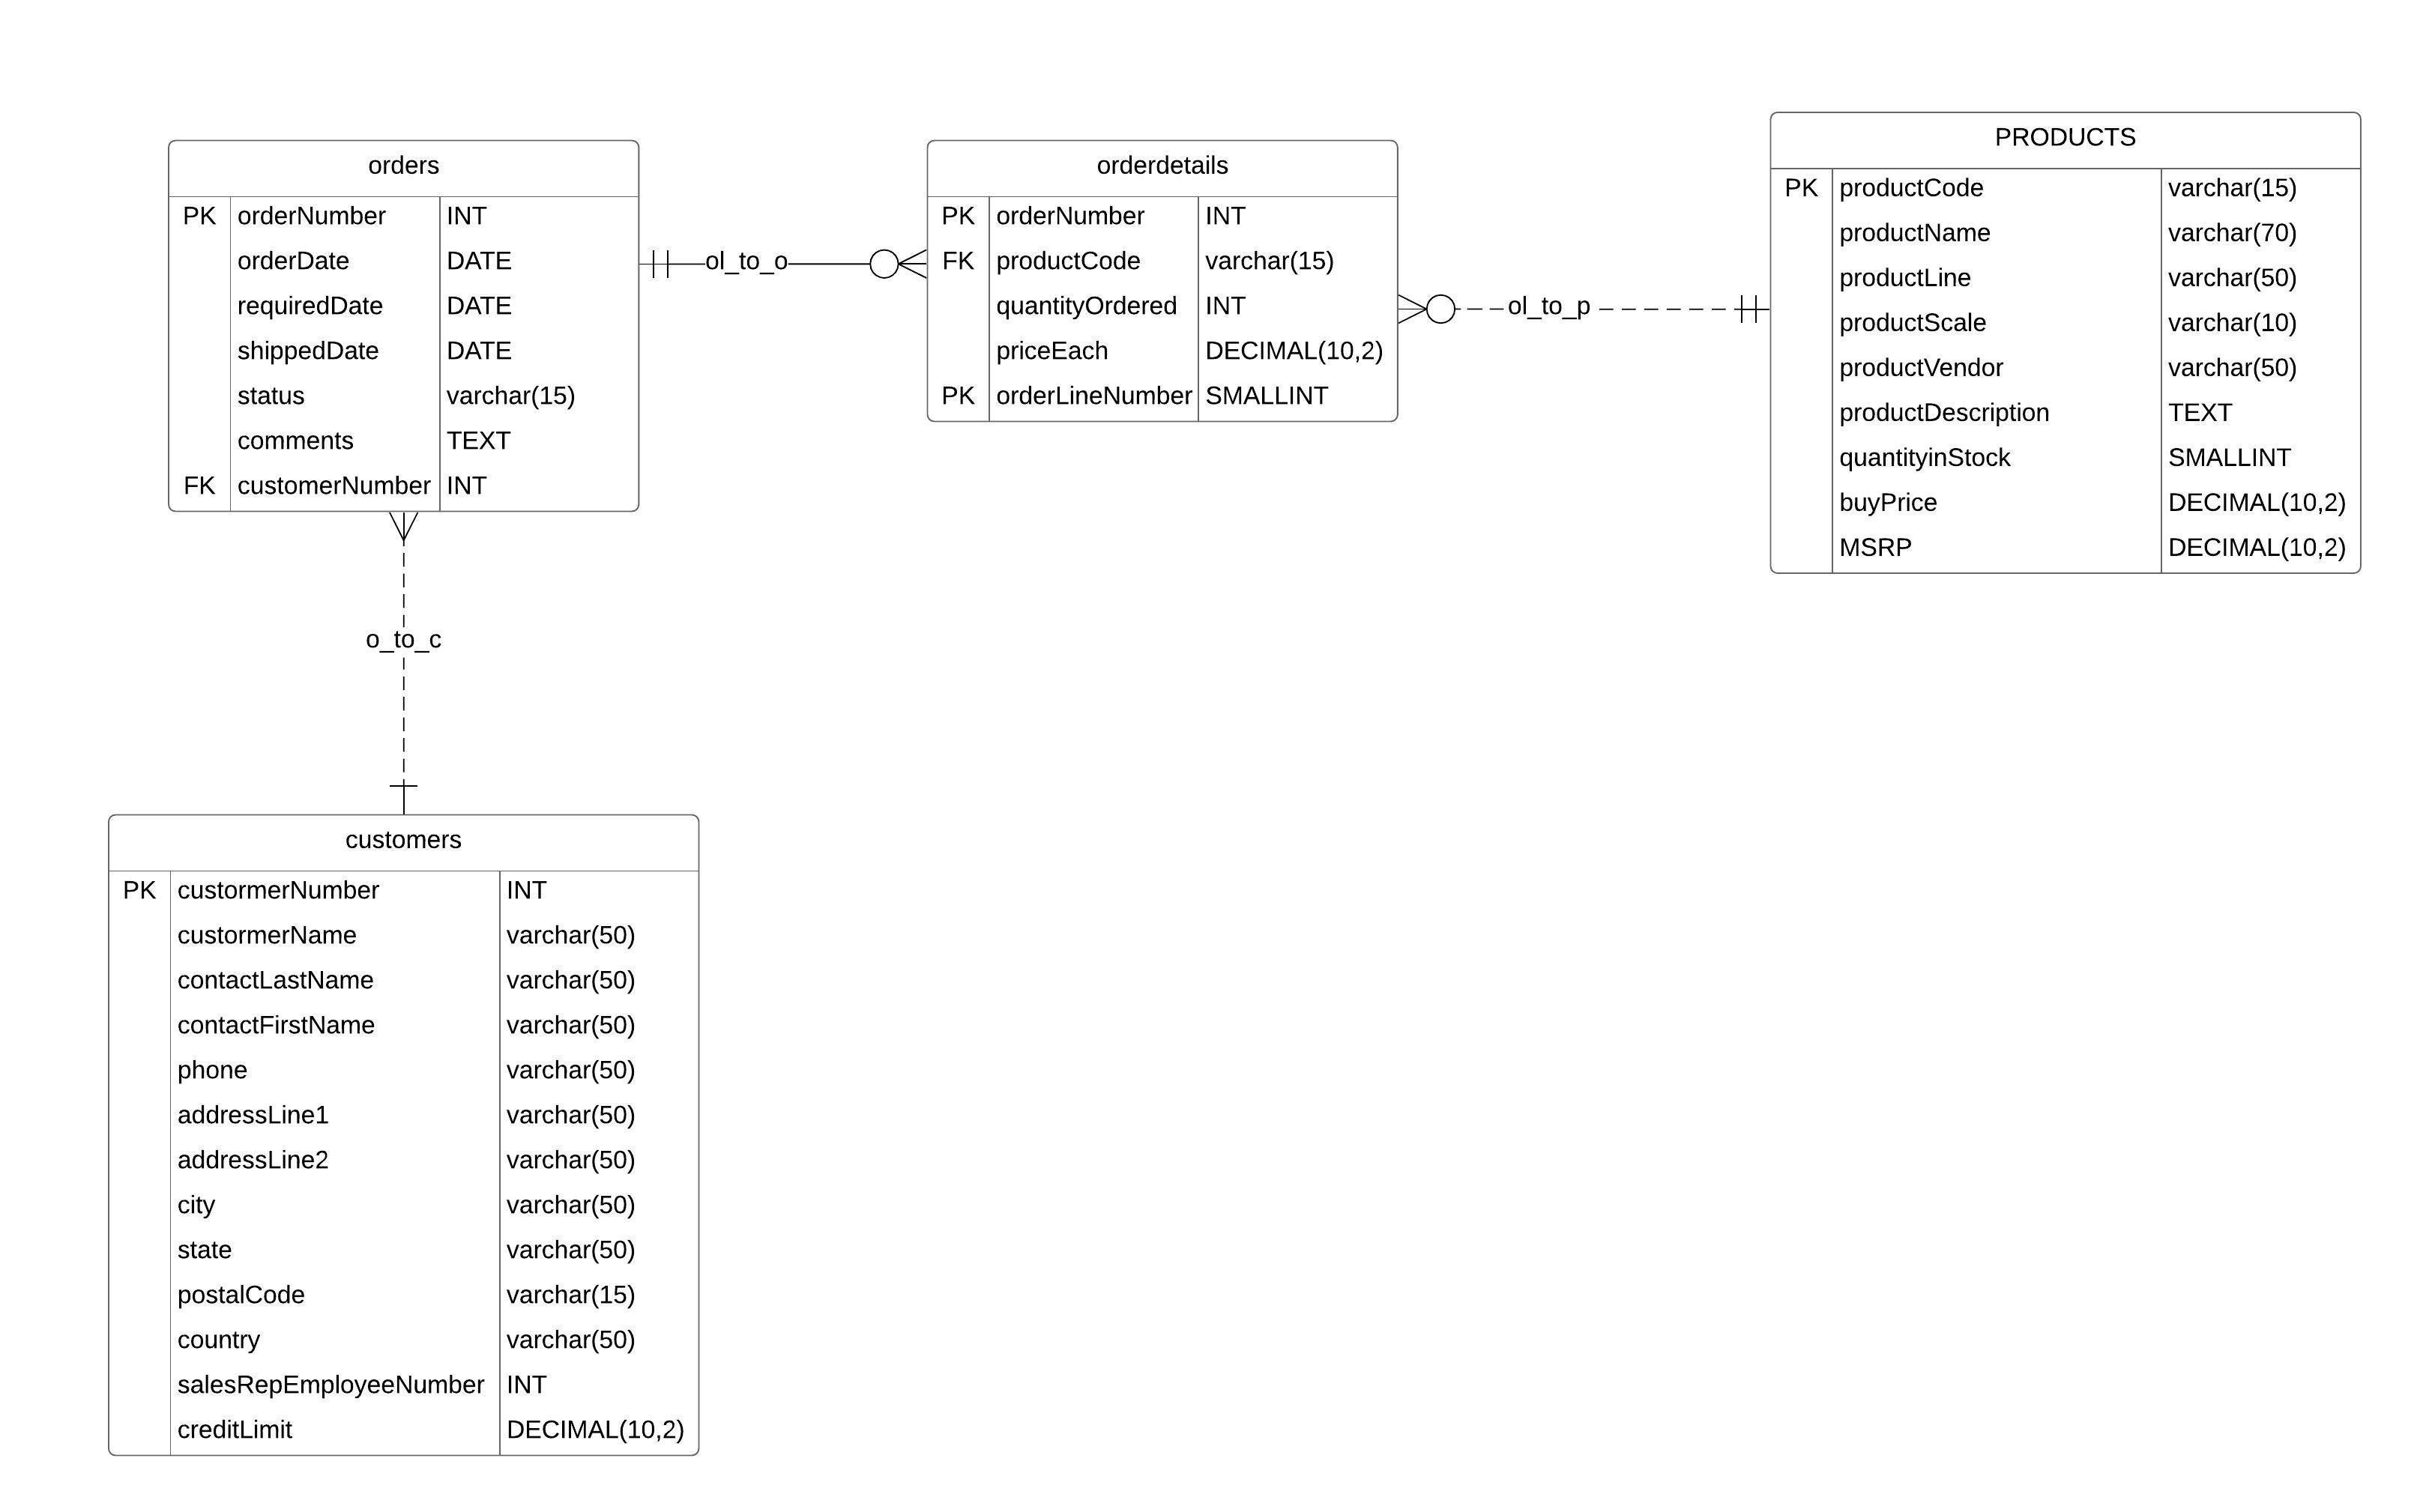 orders
PK orderNumber INT
orderDate DATE
requiredDate DATE
shippedDate DATE
status varchar(15)
comments TEXT
FK customerNumber INT
ol_to_o
orderdetails
PK orderNumber INT
FK productCode varchar(15)
quantityOrdered INT
priceEach DECIMAL(10,2)
PK orderLineNumber SMALLINT
ol_to_p
PRODUCTS
PK productCode varchar(15)
productName varchar(70)
productLine varchar(50)
productScale varchar(10)
productVendor varchar(50)
productDescription TEXT
quantityinStock SMALLINT
buyPrice DECIMAL(10,2)
MSRP DECIMAL(10,2)
o_to_c
customers
PK custormerNumber INT
custormerName varchar(50)
contactLastName varchar(50)
contactFirstName varchar(50)
phone varchar(50)
addressLine1 varchar(50)
addressLine2 varchar(50)
city varchar(50)
state varchar(50)
postalCode varchar(15)
country varchar(50)
salesRepEmployeeNumber INT
creditLimit DECIMAL(10,2)